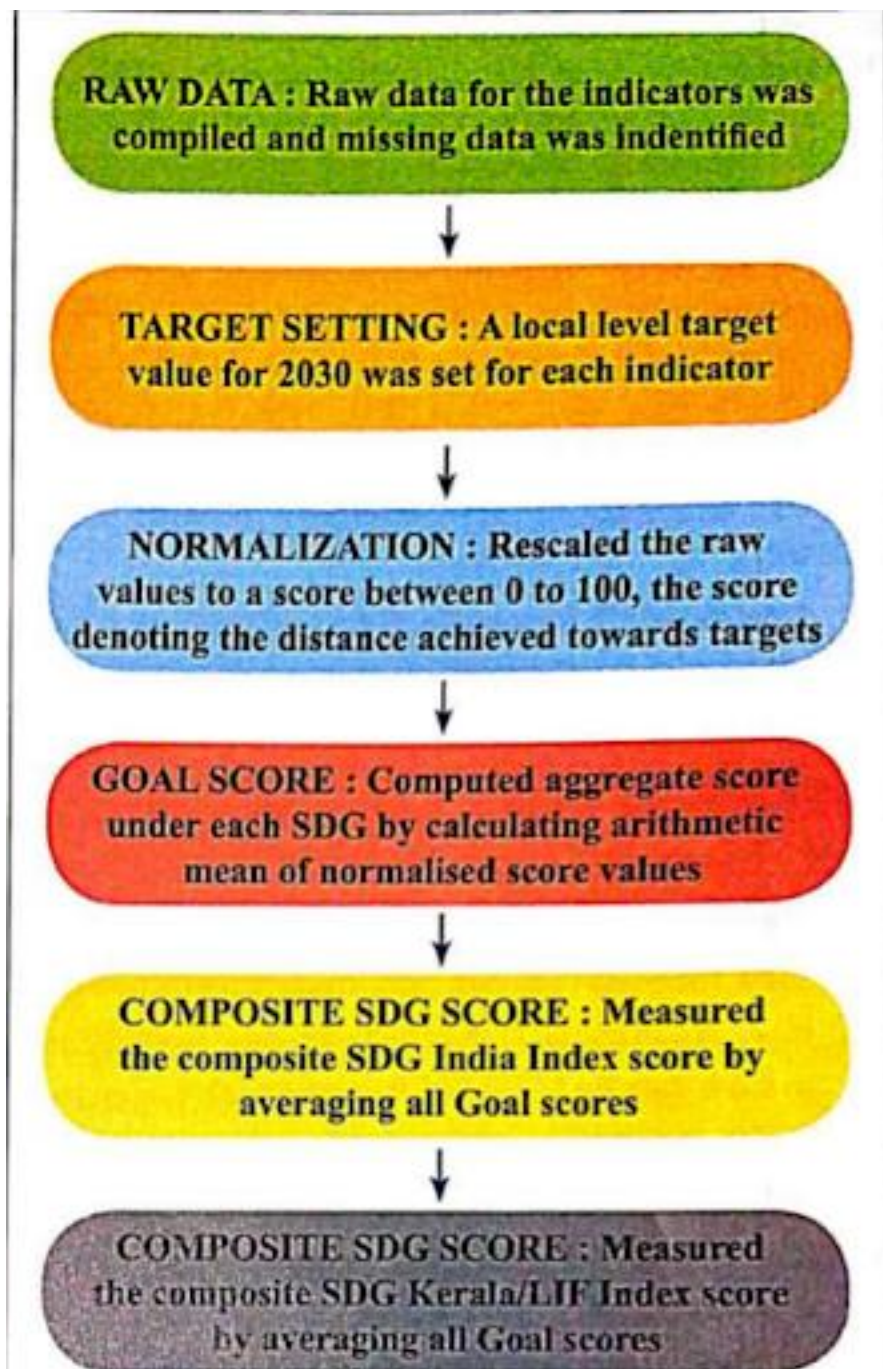 RAW DATA : Raw data for the indicators was
compiled and missing data was indentified
TARGET SETTING : A local level target
value for 2030 was set for each indicator
NORMALIZATION : Rescaled the raw
values to a score between 0 to 100, the score
denoting the distance achieved towards targets
GOAL SCORE : Computed aggregate score
under each SDG by calculating arithmetic
mean of normalised score values
COMPOSITE SDG SCORE : Measured
the composite SDG India Index score by
averaging all Goal scores
COMPOSITE SDG SCORE : Measured
the composite SDG Kerala/LIF Index score
by averaging all Goal scores